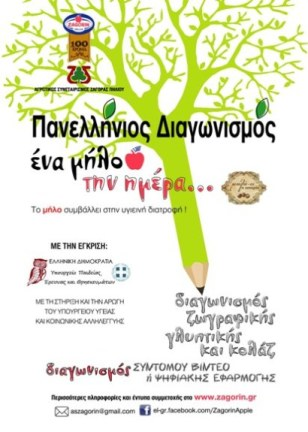 ZAGORIN
100
ΑΓΡΟΤΙΚΟΣ ΣΥΝΕΤΑΙΡΙΣΜΟΣ ΖΑΓΟΡΑΣ ΠΗΛΙΟΥ
Πανελλήνιος Διαγωνισμός
ένα μήλο
την ημέρα...
Το μήλο συμβάλλει στην υγιεινή διατροφή !
ΜΕ ΤΗΝ ΕΓΚΡΙΣΗ:
ΕΛΛΗΝΙΚΗ ΔΗΜΟΚΡΑΤΙΑ
Υπουργείο Παιδείας
Έρευνας και Θρησκευμάτων
ΜΕ ΤΗ ΣΤΗΡΙΞΗ ΚΑΙ ΤΗΝ ΑΡΩΓΗ
ΤΟΥ ΥΠΟΥΡΓΕΙΟΥ ΥΓΕΙΑΣ
ΚΑΙ ΚΟΙΝΩΝΙΚΗΣ ΑΛΛΗΛΕΓΓΥΗΣ
διαγωνισμός
ζωγραφικής
γλυπτικής
και κολάζ
διαγωνισμός ΣΥΝΤΟΜΟΥ ΒΙΝΤΕΟ
ή ΨΗΦΙΑΚΗΣ ΕΦΑΡΜΟΓΗΣ
Περισσότερες πληροφορίες και έντυπα συμμετοχής στο www.zagorin.gr
aszagorin@gmail.com el-gr.facebook.com/ZagorinApple